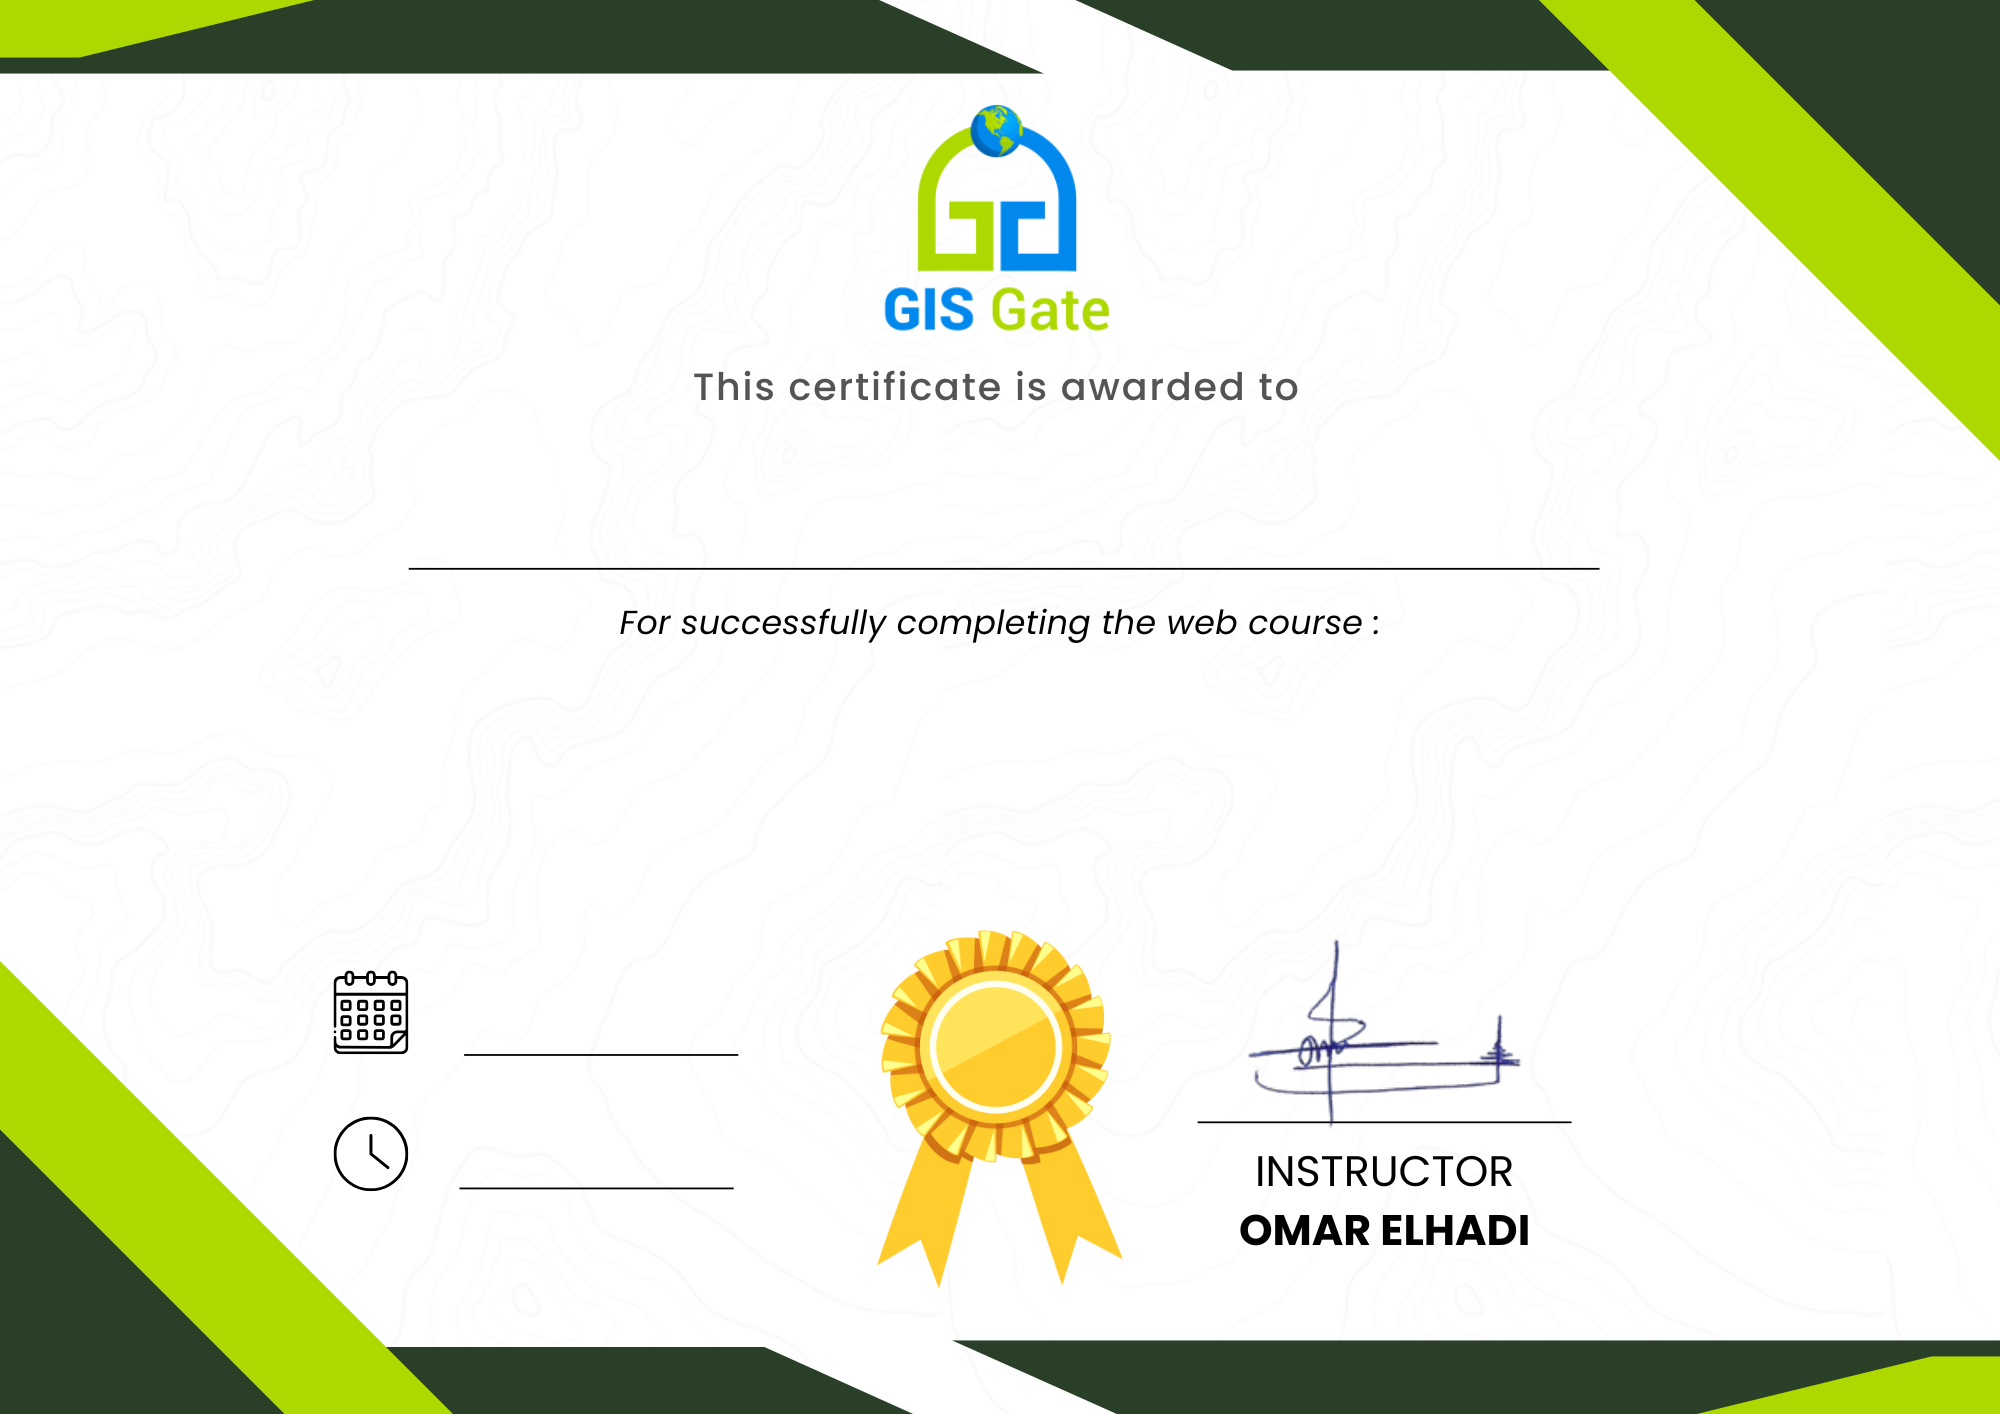 GIS Gate
This certificate is awarded to
For successfully completing the web course :
INSTRUCTOR
OMAR ELHADI